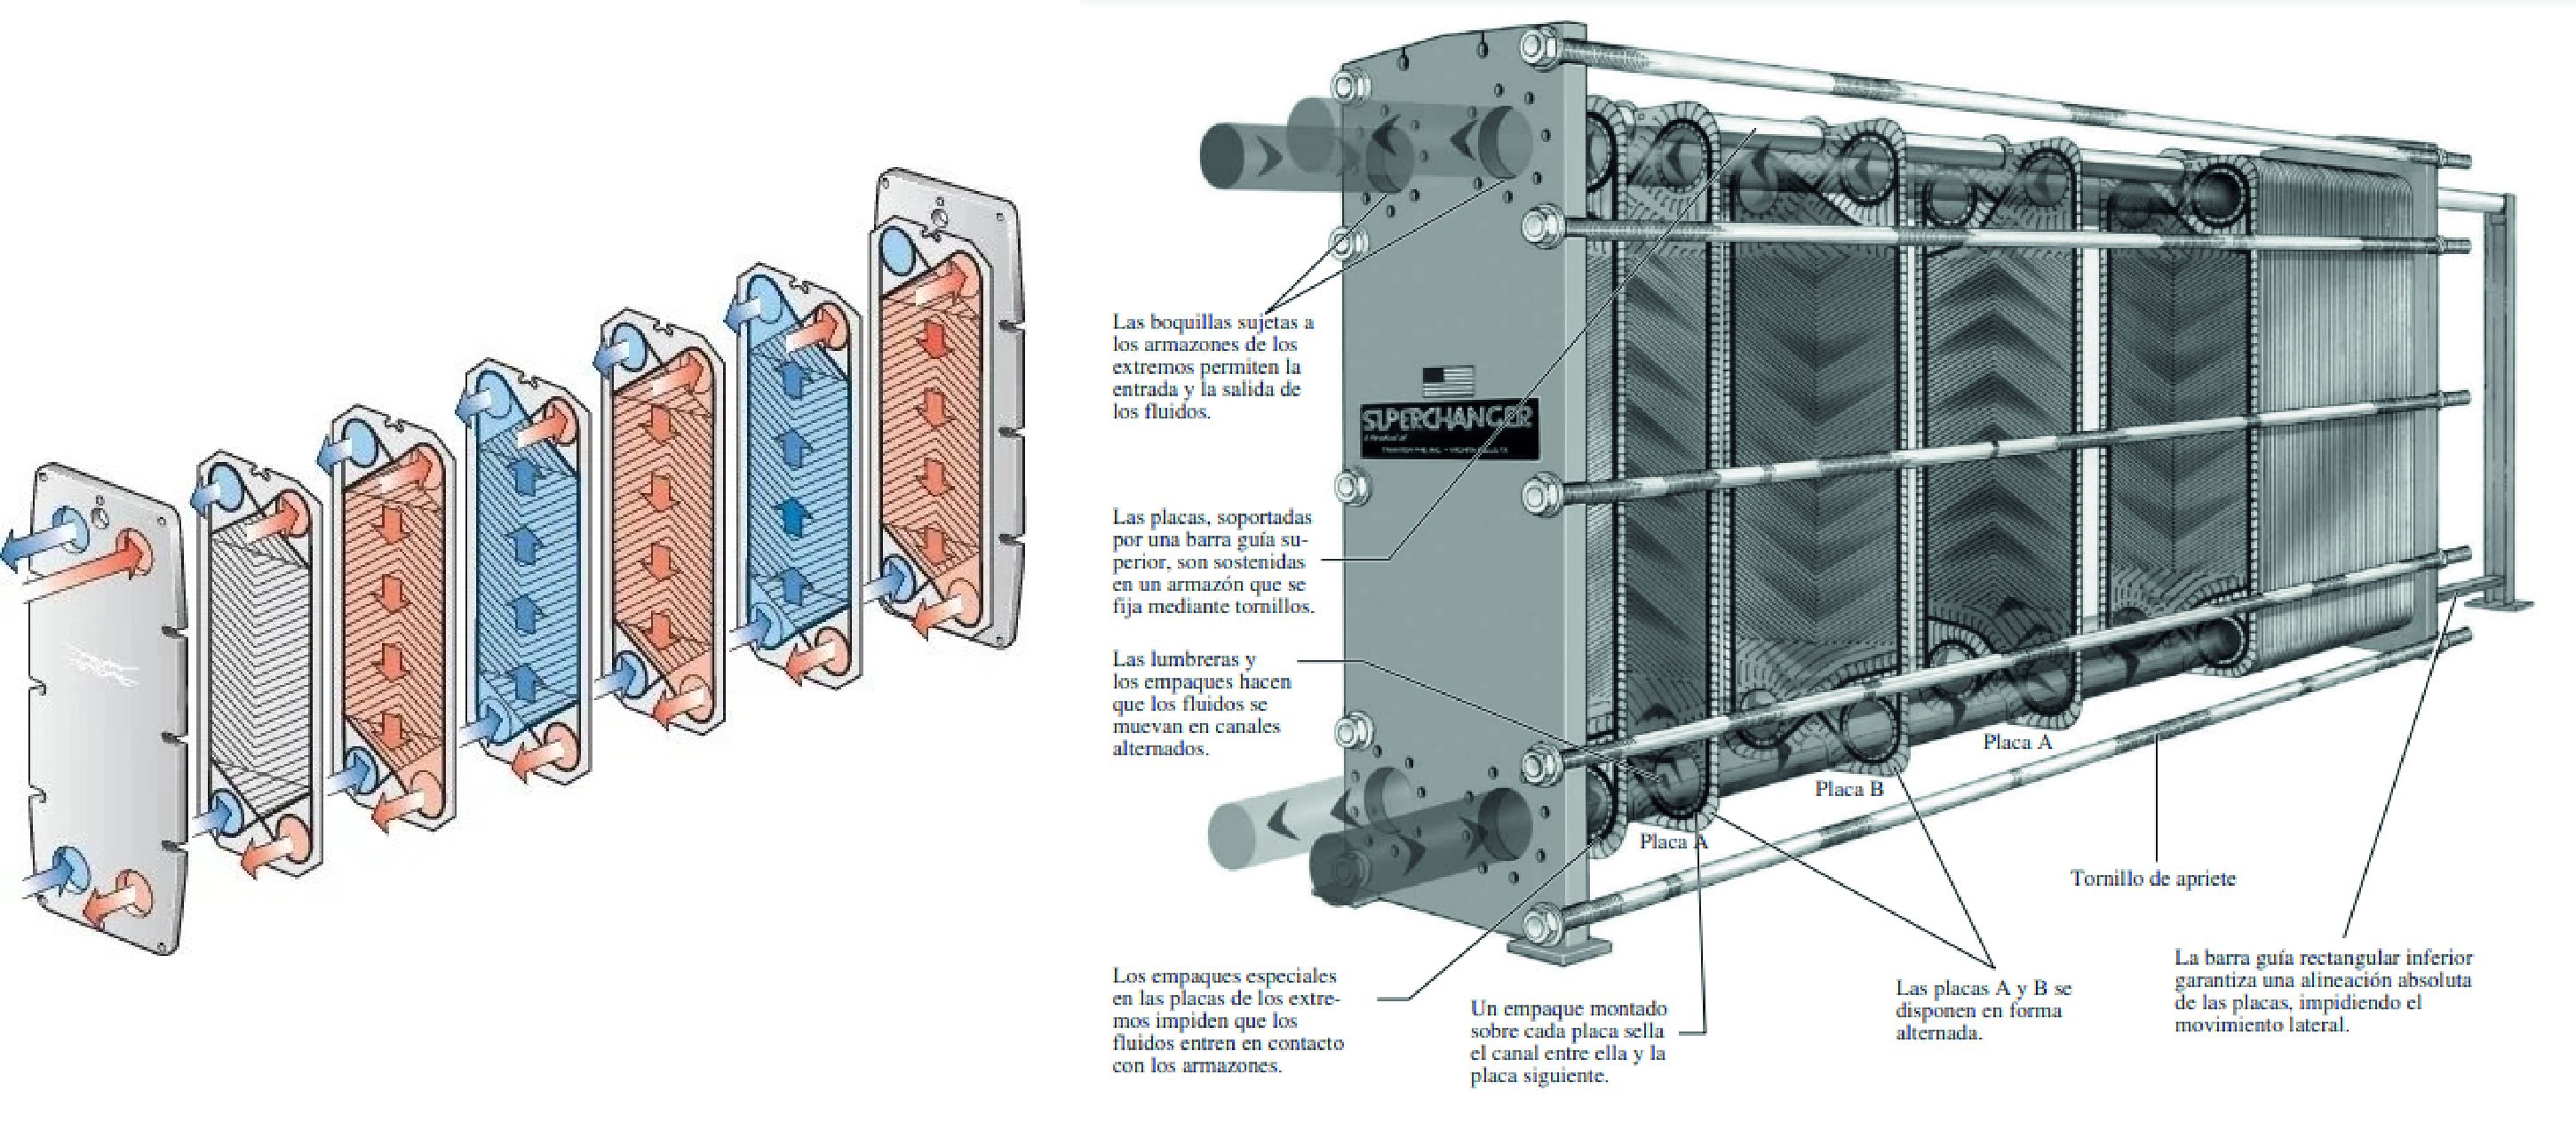 Las boquillas sujetas a
los armazones de los
extremos permiten la
entrada y la salida de
los fluidos.
SUPERCHANGER
Las placas, soportadas
por una barra guía su-
perior, son sostenidas
en un armazón que se
fija mediante tornillos.
Las lumbreras y
los empaques hacen
que los fluidos se
muevan en canales
alternados.
Placa A
Placa B
Placa A
Tornillo de apriete
Los empaques especiales
en las placas de los extre-
mos impiden que los
fluidos entren en contacto
con los armazones.
Un empaque montado
sobre cada placa sella
el canal entre ella y la
placa siguiente.
Las placas A y B se
disponen en forma
alternada.
La barra guía rectangular inferior
garantiza una alineación absoluta
de las placas, impidiendo el
movimiento lateral.